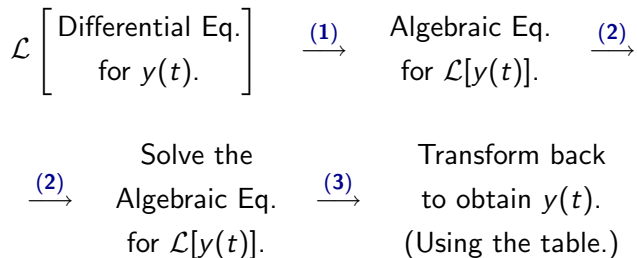 ℒ [ Differential Eq. for y(t). ] (1) ⟶ Algebraic Eq. for ℒ[y(t)]. (2) ⟶
(2) ⟶ Solve the Algebraic Eq. for ℒ[y(t)]. (3) ⟶ Transform back to obtain y(t). (Using the table.)